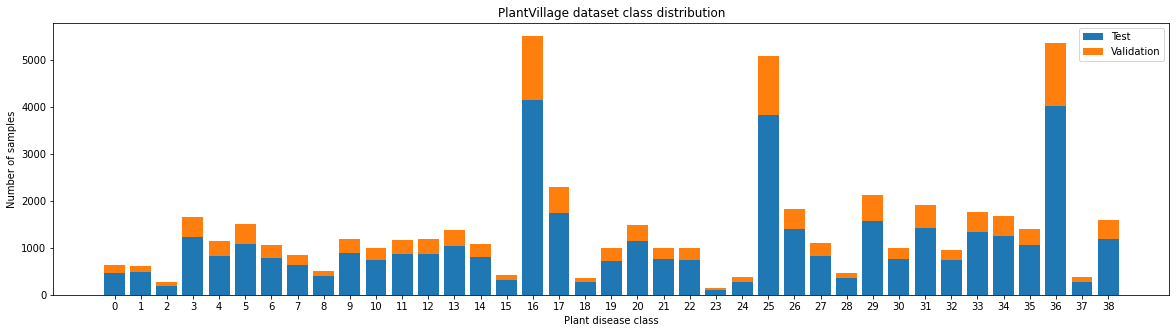 PlantVillage dataset class distribution
Test
Validation
Number of samples
5000
4000
3000
2000
1000
0
0 1 2 3 4 5 6 7 8 9 10 11 12 13 14 15 16 17 18 19 20 21 22 23 24 25 26 27 28 29 30 31 32 33 34 35 36 37 38
Plant disease class